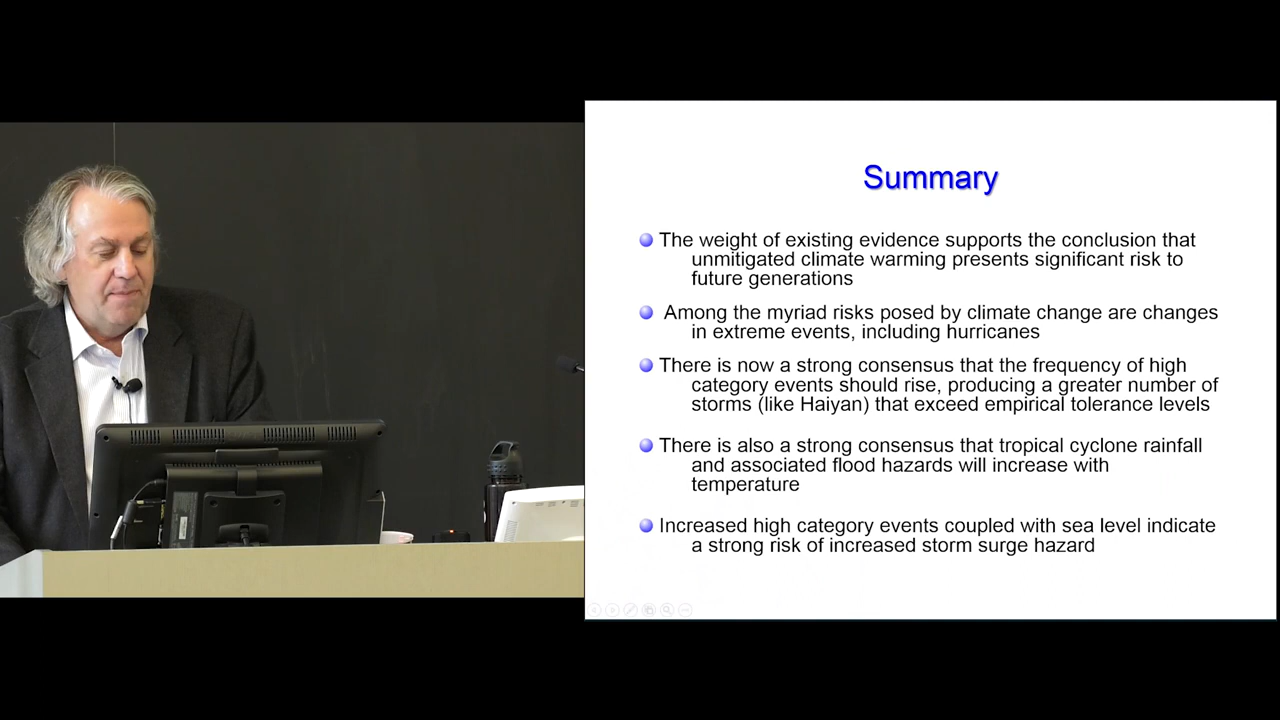 Summary
The weight of existing evidence supports the conclusion that
unmitigated climate warming presents significant risk to
future generations
Among the myriad risks posed by climate change are changes
in extreme events, including hurricanes
There is now a strong consensus that the frequency of high
category events should rise, producing a greater number of
storms (like Haiyan) that exceed empirical tolerance levels
There is also a strong consensus that tropical cyclone rainfall
and associated flood hazards will increase with
temperature
Increased high category events coupled with sea level indicate
a strong risk of increased storm surge hazard